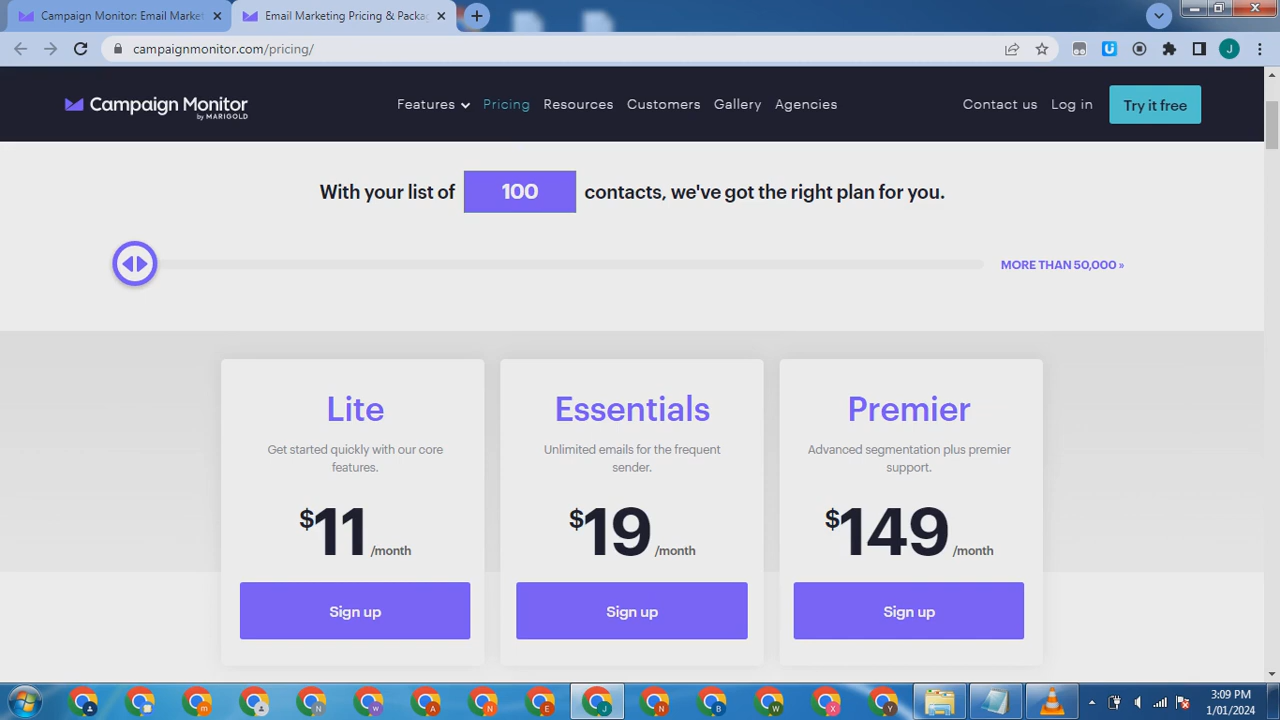 Campaign Monitor: Email Market
Email Marketing Pricing & Packa
campaignmonitor.com/pricing/
J
Campaign Monitor
by MARIGOLD
Features
Pricing
Resources
Customers
Gallery
Agencies
Contact us
Log in
Try it free
With your list of 100 contacts, we've got the right plan for you.
MORE THAN 50,000 »
Lite
Get started quickly with our core
features.
$11 /month
Sign up
Essentials
Unlimited emails for the frequent
sender.
$19 /month
Sign up
Premier
Advanced segmentation plus premier
support.
$149 /month
Sign up
3:09 PM
1/01/2024